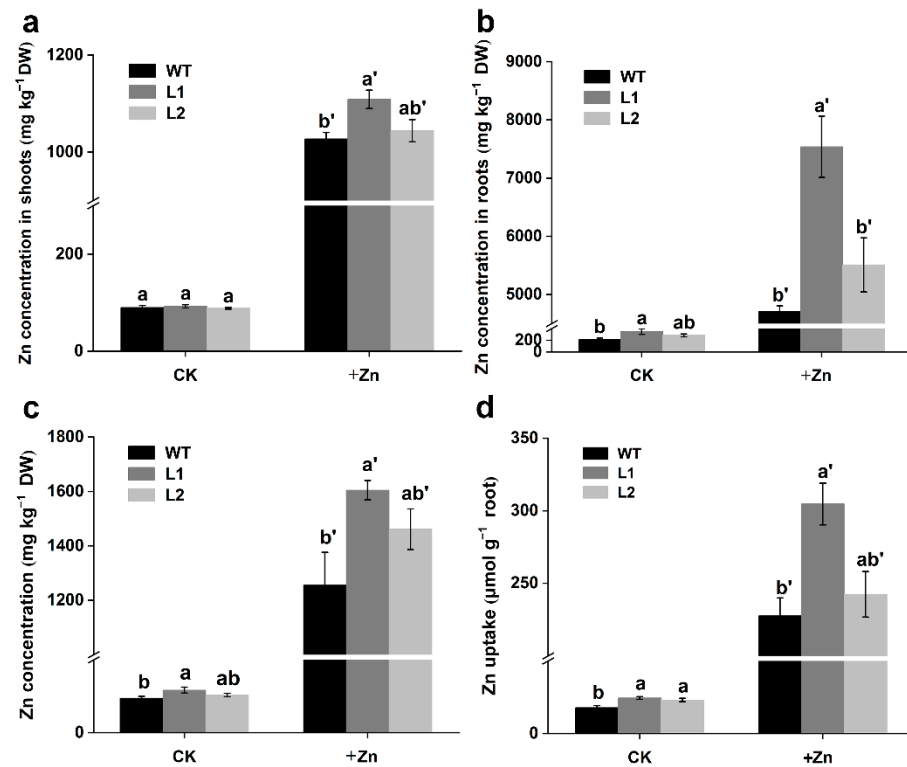 a
Zn concentration in shoots (mg kg⁻¹ DW)
1200
1000
200
0
WT
L1
L2
a a a
b' a' ab'
CK +Zn
b
Zn concentration in roots (mg kg⁻¹ DW)
9000
8000
7000
6000
5000
200
0
WT
L1
L2
b a ab
b' a' b'
CK +Zn
c
Zn concentration (mg kg⁻¹ DW)
1800
1600
1400
1200
0
WT
L1
L2
b a ab
b' a' ab'
CK +Zn
d
Zn uptake (μmol g⁻¹ root)
350
300
250
0
WT
L1
L2
b a a
b' a' ab'
CK +Zn